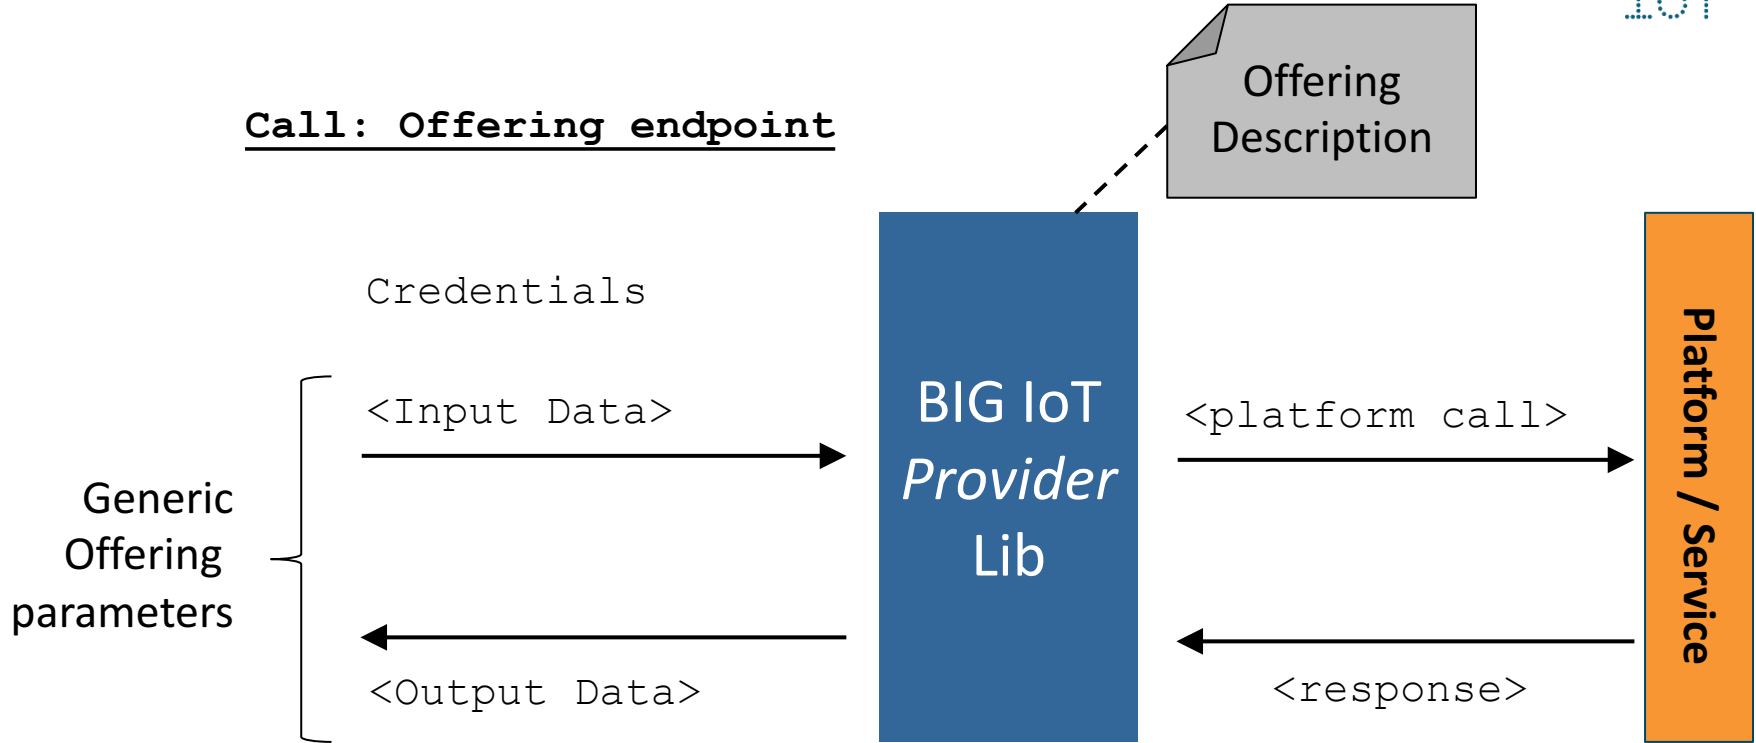 IoT
Offering
Description
Call: Offering endpoint
Credentials
<Input Data>
<platform call>
BIG IoT
Provider
Lib
Generic
Offering
parameters
<Output Data>
<response>
Platform / Service